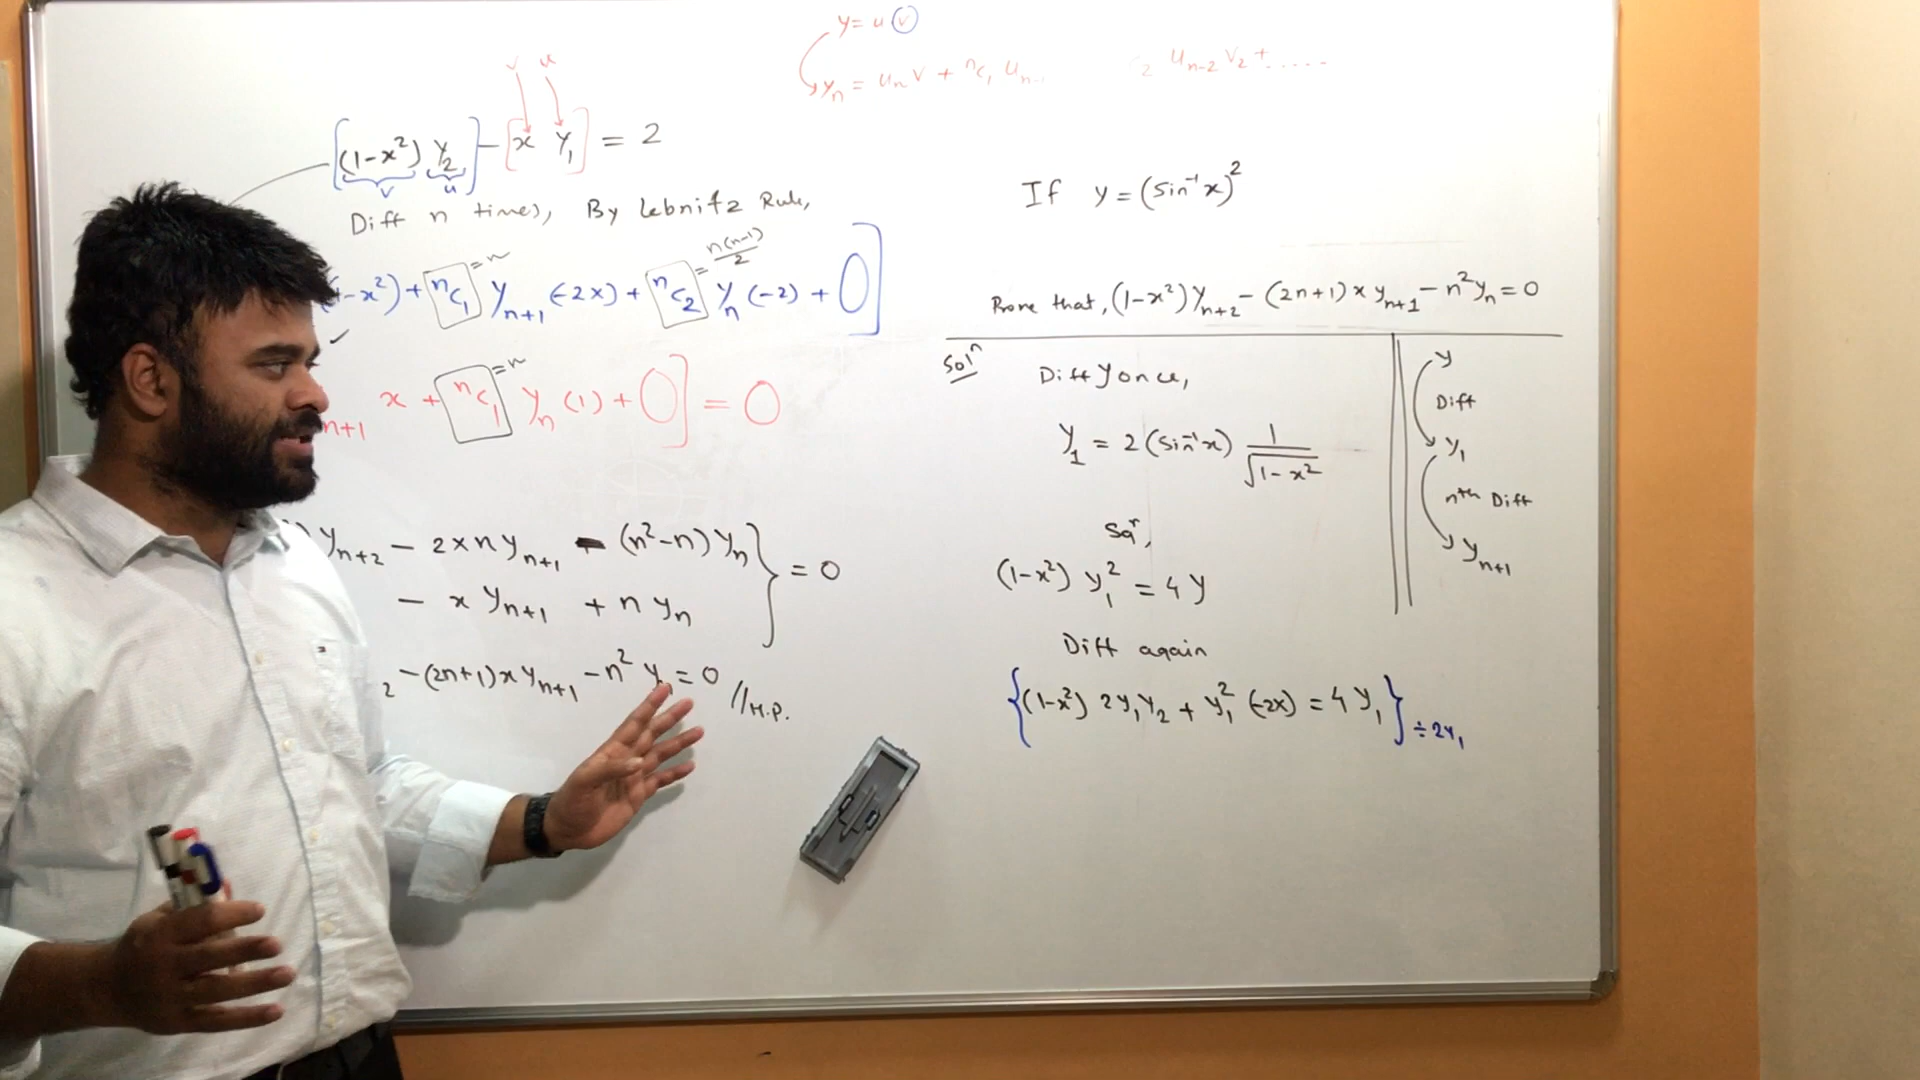 y = u v
yₙ = uₙ v + ⁿc₁ uₙ₋ ₂ uₙ₋₂ v₂ + .....
v u
[(1-x²) y₂] - [x y₁] = 2
v u
Diff n times, By Lebnitz Rule,
-x²) + ⁿc₁ yₙ₊₁ (-2x) + ⁿc₂ yₙ (-2) + 0]
= n
= n(n-1)/2
ₙ₊₁ x + ⁿc₁ yₙ (1) + 0] = 0
= n
) yₙ₊₂ - 2xn yₙ₊₁ - (n²-n) yₙ } = 0
- x yₙ₊₁ + n yₙ
₂ - (2n+1) x yₙ₊₁ - n² y = 0 // H.P.
If y = (sin⁻¹x)²
Prove that, (1-x²) yₙ₊₂ - (2n+1) x yₙ₊₁ - n² yₙ = 0
Solⁿ
Diff y once,
y₁ = 2 (sin⁻¹x) 1/√(1-x²)
Sqʳ,
(1-x²) y₁² = 4y
Diff again
{(1-x²) 2y₁y₂ + y₁² (-2x) = 4y₁} ÷ 2y₁
y
Diff
y₁
nᵗʰ Diff
yₙ₊₁